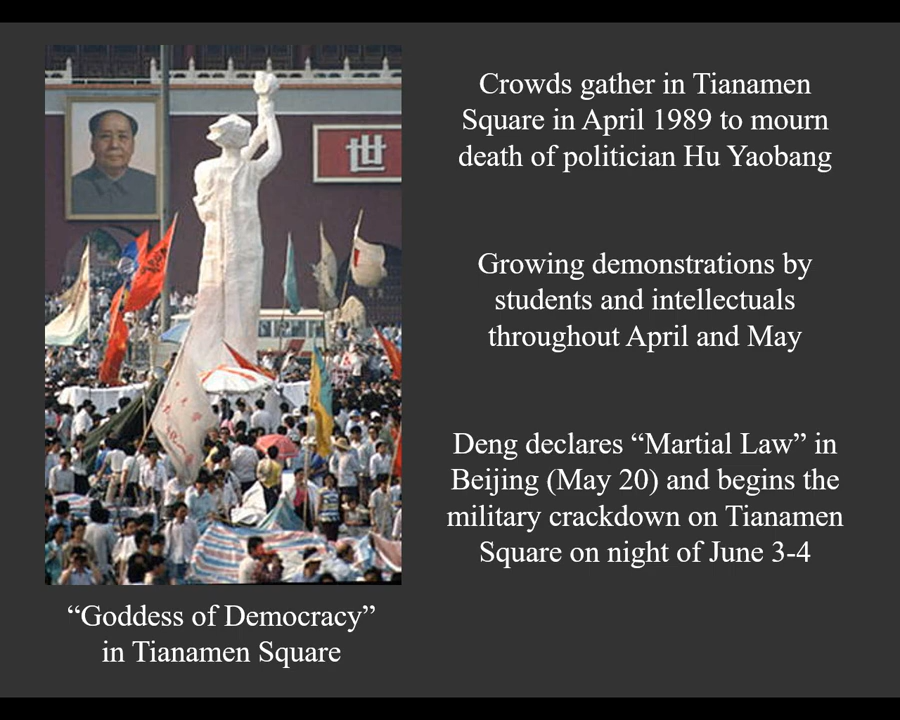 世
Crowds gather in Tianamen
Square in April 1989 to mourn
death of politician Hu Yaobang
Growing demonstrations by
students and intellectuals
throughout April and May
Deng declares “Martial Law” in
Beijing (May 20) and begins the
military crackdown on Tianamen
Square on night of June 3-4
“Goddess of Democracy”
in Tianamen Square